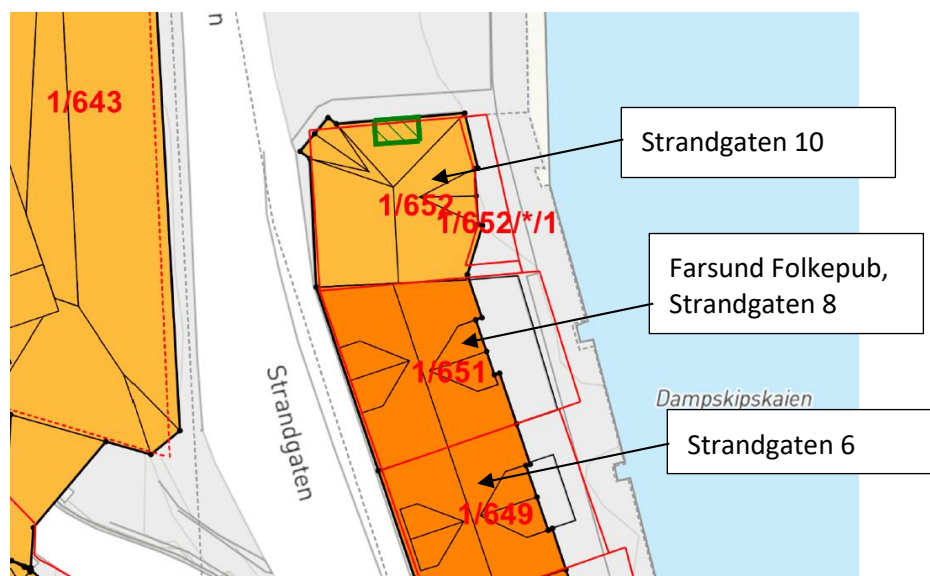 n
1/643
Strandgaten 10
1/652
1/652/*/1
Farsund Folkepub,
Strandgaten 8
1/651
Strandgaten
Dampskipskaien
Strandgaten 6
1/649